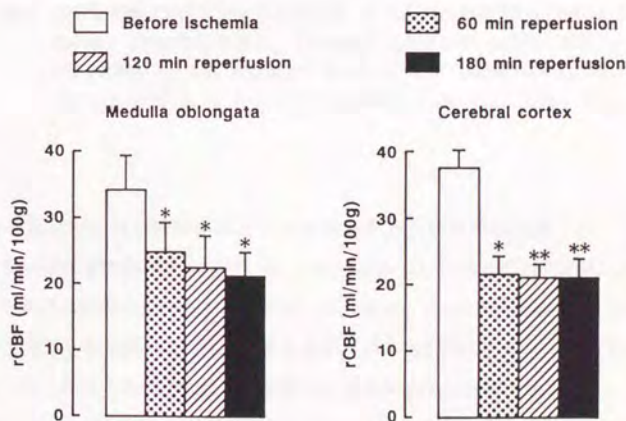 Before Ischemia
60 min reperfusion
120 min reperfusion
180 min reperfusion
Medulla oblongata
rCBF (ml/min/100g)
40
30
20
10
0
*
*
*
Cerebral cortex
rCBF (ml/min/100g)
40
30
20
10
0
*
**
**